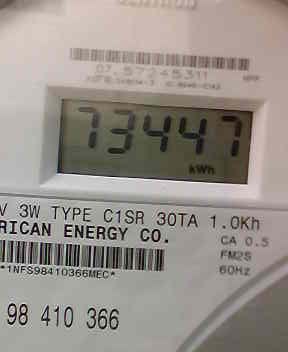 07.57245311
73447
kWh
V 3W TYPE C1SR 30TA 1.0Kh
RICAN ENERGY CO.
CA 0.5
FM2S
60Hz
*1NFS98410366MEC*
98 410 366